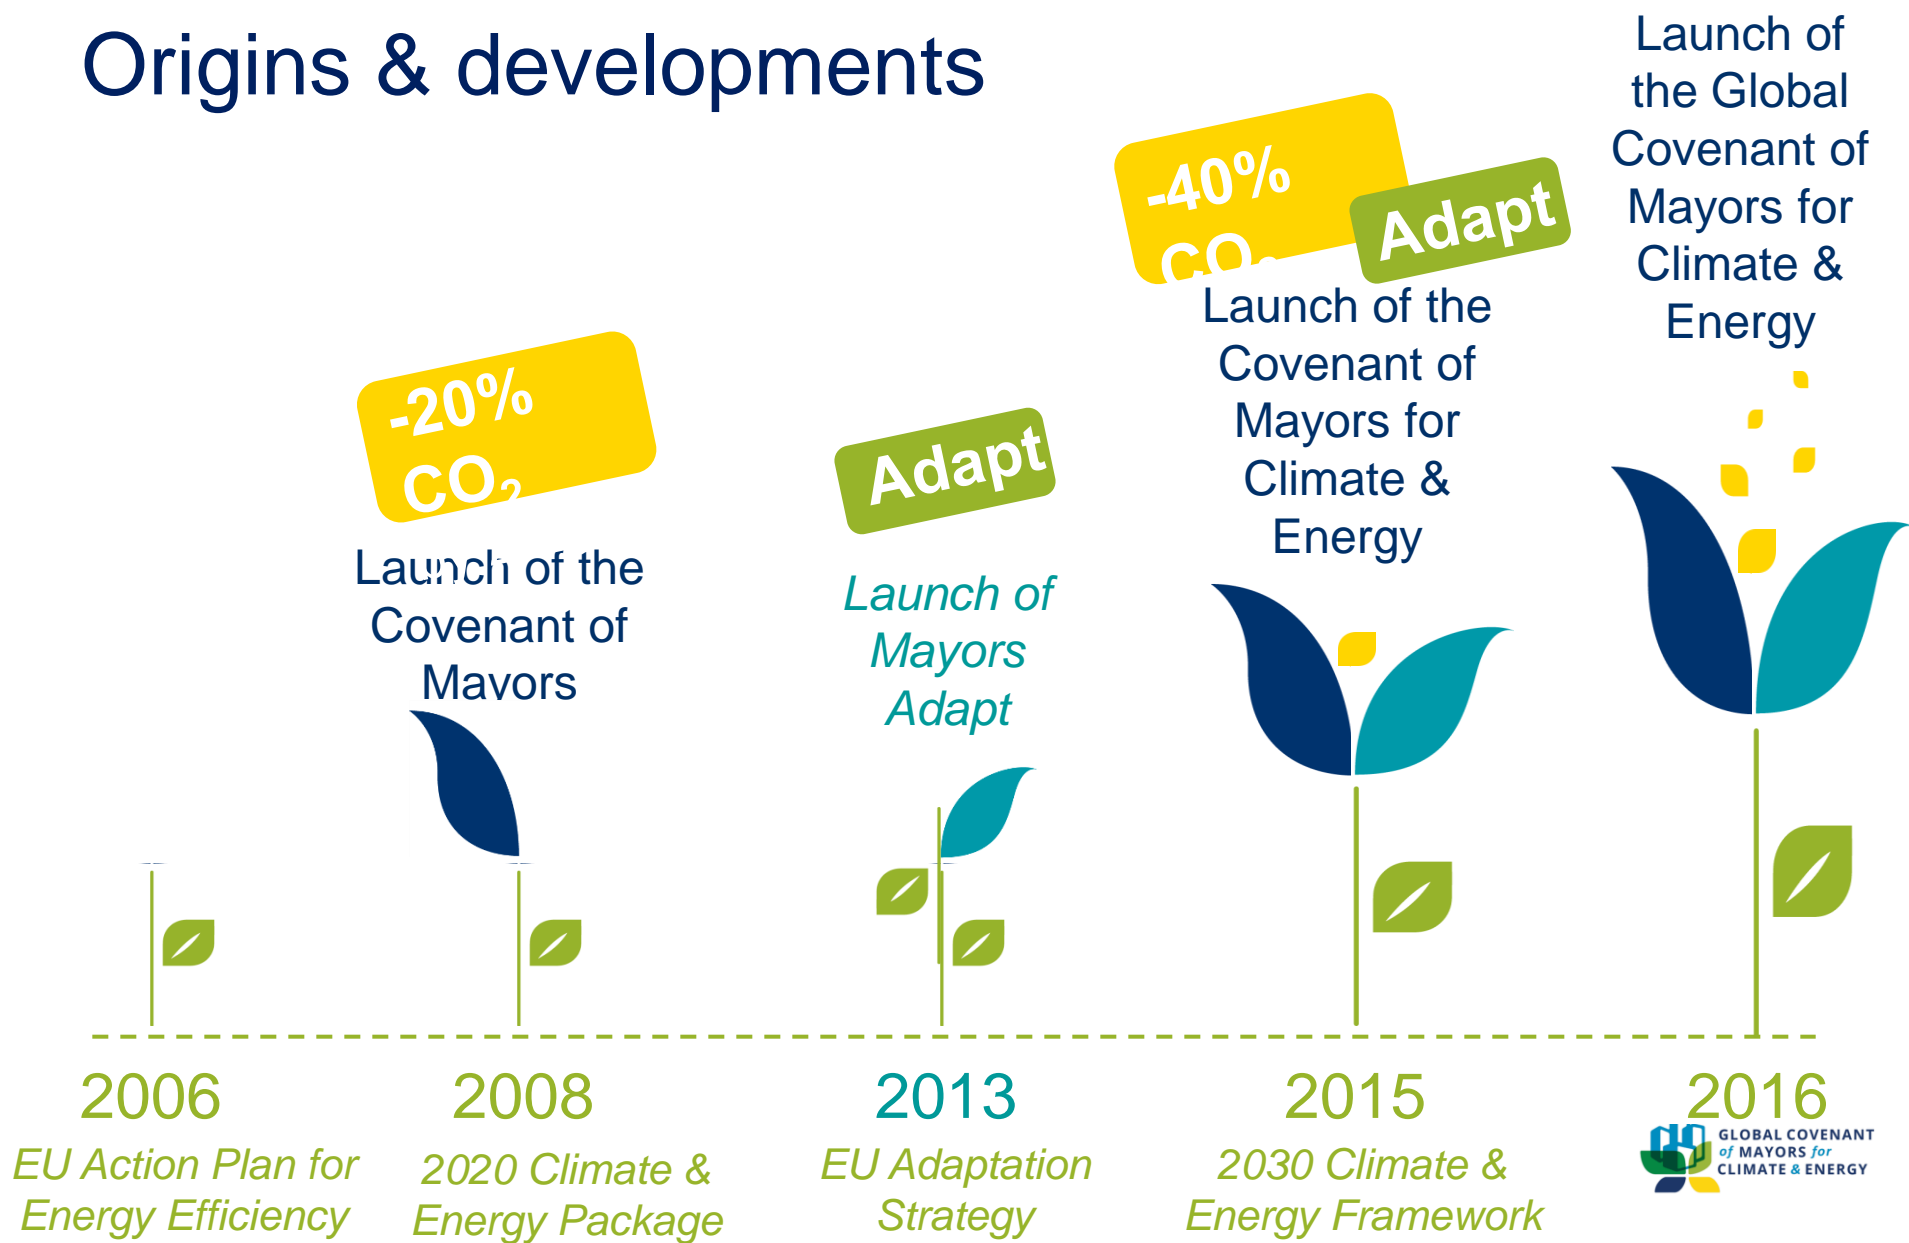 Origins & developments
-20%
CO₂
Launch of the
Covenant of
Mayors
Adapt
Launch of
Mayors
Adapt
-40%
CO₂
Adapt
Launch of the
Covenant of
Mayors for
Climate &
Energy
Launch of
the Global
Covenant of
Mayors for
Climate &
Energy
2006
EU Action Plan for
Energy Efficiency
2008
2020 Climate &
Energy Package
2013
EU Adaptation
Strategy
2015
2030 Climate &
Energy Framework
2016
GLOBAL COVENANT
of MAYORS for
CLIMATE & ENERGY